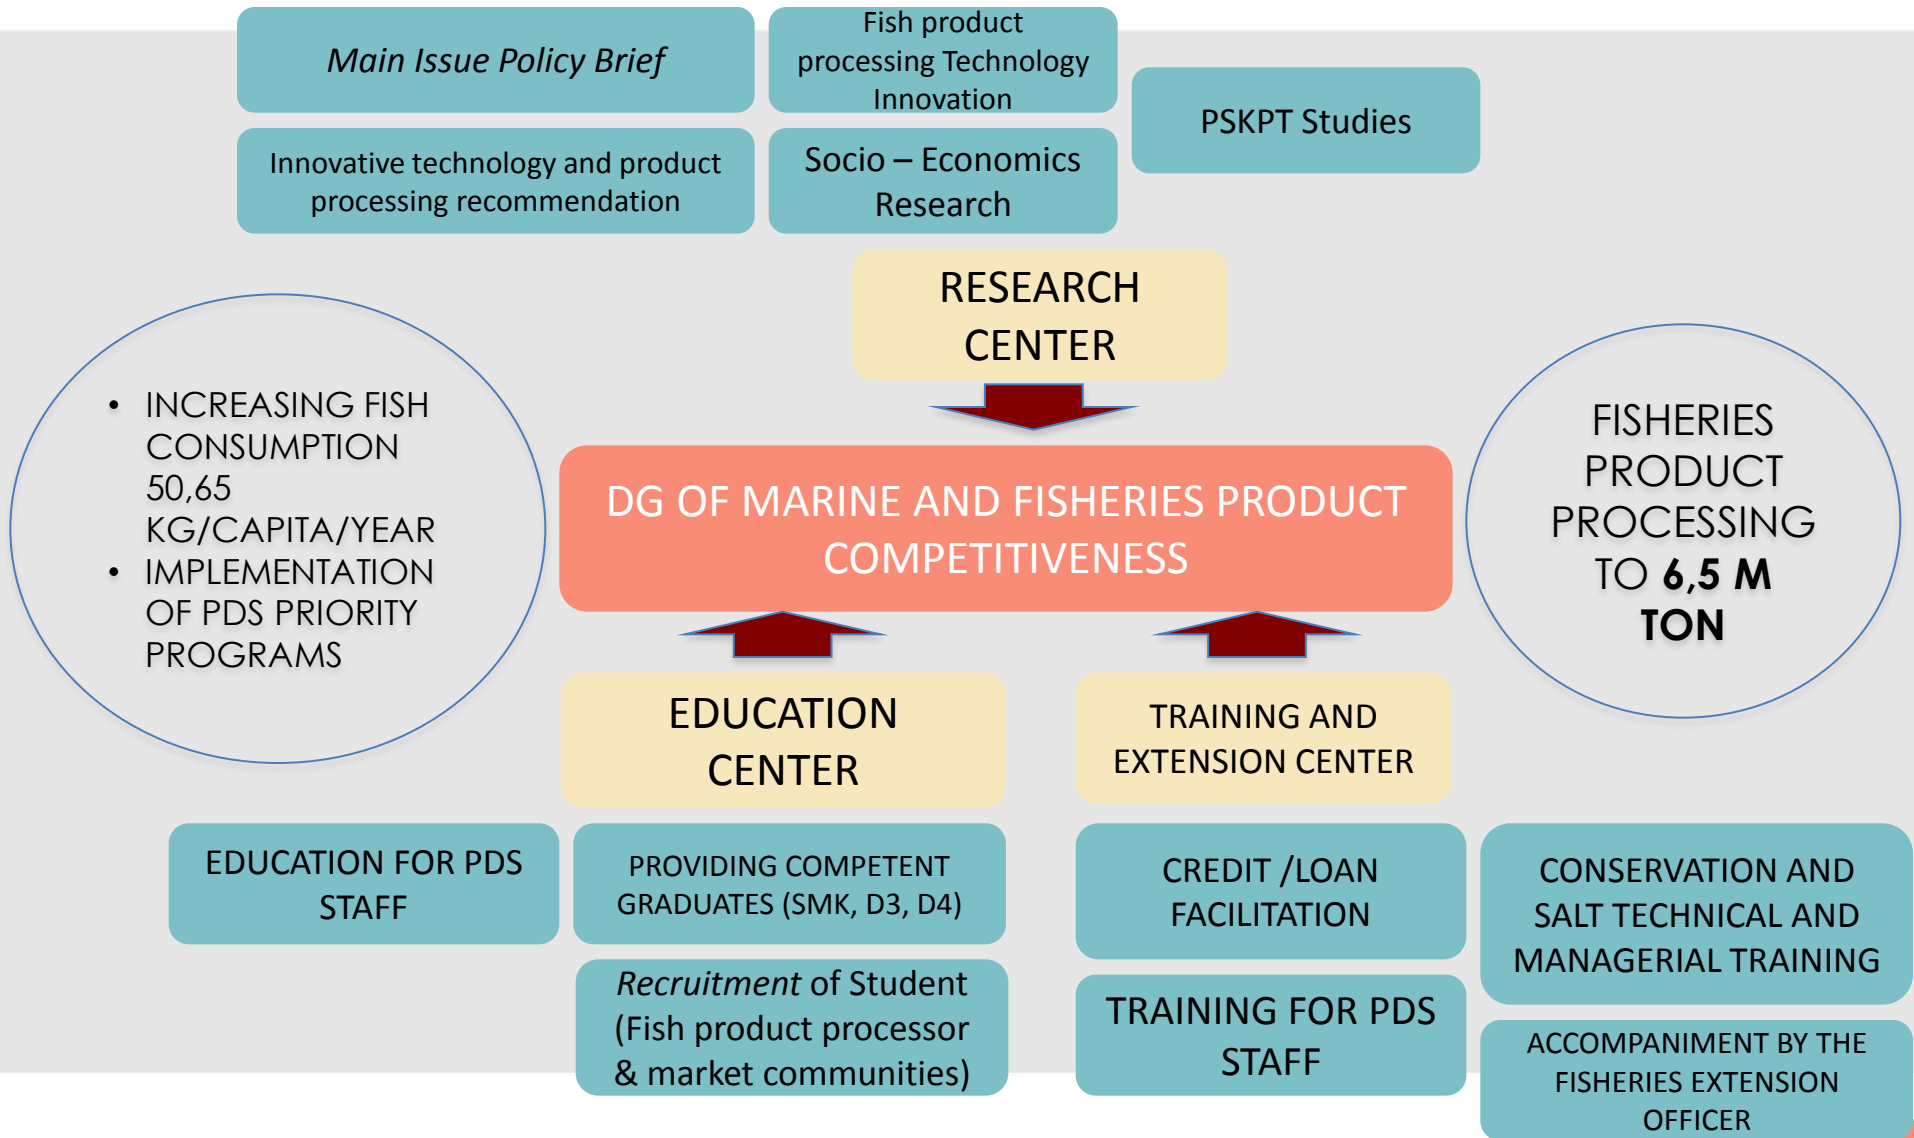 Main Issue Policy Brief
Fish product
processing Technology
Innovation
PSKPT Studies
Innovative technology and product
processing recommendation
Socio – Economics
Research
RESEARCH
CENTER
• INCREASING FISH
CONSUMPTION
50,65
KG/CAPITA/YEAR
• IMPLEMENTATION
OF PDS PRIORITY
PROGRAMS
DG OF MARINE AND FISHERIES PRODUCT
COMPETITIVENESS
FISHERIES
PRODUCT
PROCESSING
TO 6,5 M
TON
EDUCATION
CENTER
TRAINING AND
EXTENSION CENTER
EDUCATION FOR PDS
STAFF
PROVIDING COMPETENT
GRADUATES (SMK, D3, D4)
Recruitment of Student
(Fish product processor
& market communities)
CREDIT /LOAN
FACILITATION
TRAINING FOR PDS
STAFF
CONSERVATION AND
SALT TECHNICAL AND
MANAGERIAL TRAINING
ACCOMPANIMENT BY THE
FISHERIES EXTENSION
OFFICER